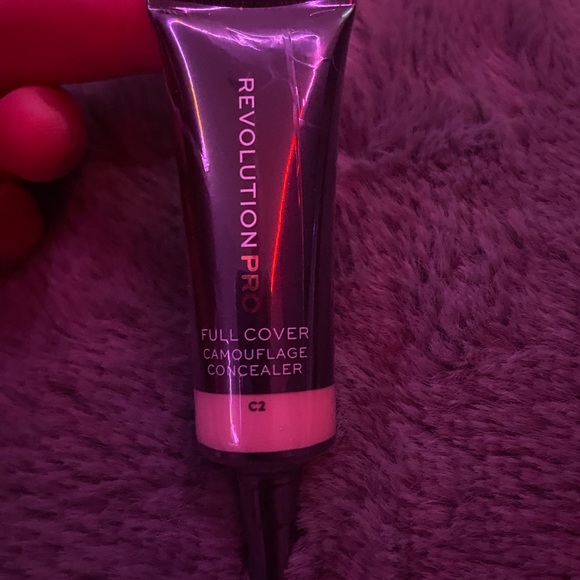 REVOLUTION PRO
FULL COVER
CAMOUFLAGE
CONCEALER
C2